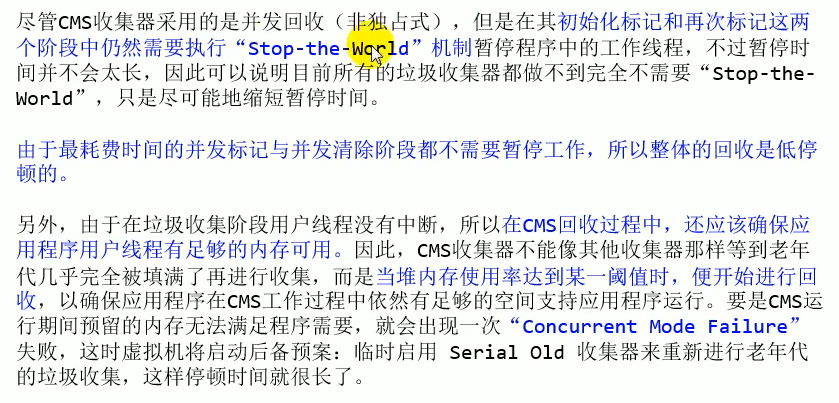 尽管CMS收集器采用的是并发回收（非独占式），但是在其初始化标记和再次标记这两
个阶段中仍然需要执行“Stop-the-World”机制暂停程序中的工作线程，不过暂停时
间并不会太长，因此可以说明目前所有的垃圾收集器都做不到完全不需要“Stop-the-
World”，只是尽可能地缩短暂停时间。
由于最耗费时间的并发标记与并发清除阶段都不需要暂停工作，所以整体的回收是低停
顿的。
另外，由于在垃圾收集阶段用户线程没有中断，所以在CMS回收过程中，还应该确保应
用程序用户线程有足够的内存可用。因此，CMS收集器不能像其他收集器那样等到老年
代几乎完全被填满了再进行收集，而是当堆内存使用率达到某一阈值时，便开始进行回
收，以确保应用程序在CMS工作过程中依然有足够的空间支持应用程序运行。要是CMS运
行期间预留的内存无法满足程序需要，就会出现一次“Concurrent Mode Failure”
失败，这时虚拟机将启动后备预案：临时启用 Serial Old 收集器来重新进行老年代
的垃圾收集，这样停顿时间就很长了。